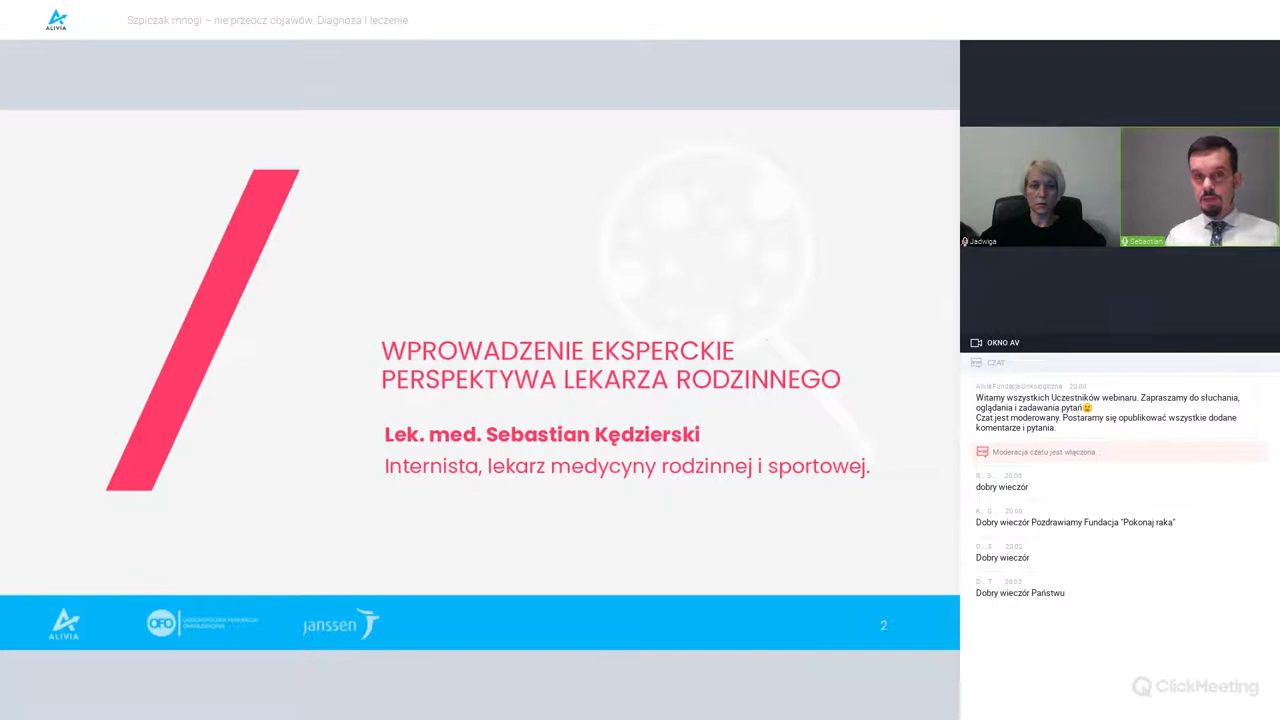 ALIVIA
Szpiczak mnogi – nie przeocz objawów. Diagnoza i leczenie
WPROWADZENIE EKSPERCKIE
PERSPEKTYWA LEKARZA RODZINNEGO
Lek. med. Sebastian Kędzierski
Internista, lekarz medycyny rodzinnej i sportowej.
ALIVIA
OFO
janssen
2
Jadwiga
Sebastian
OKNO AV
CZAT
Alivia Fundacja Onkologiczna 20:00
Witamy wszystkich Uczestników webinaru. Zapraszamy do słuchania,
oglądania i zadawania pytań
Czat jest moderowany. Postaramy się opublikować wszystkie dodane
komentarze i pytania.
Moderacja czatu jest włączona
R. S.
dobry wieczór
K. G. 20:00
Dobry wieczór Pozdrawiamy Fundacja "Pokonaj raka"
D. S 20:02
Dobry wieczór
D. T 20:02
Dobry wieczór Państwu
ClickMeeting